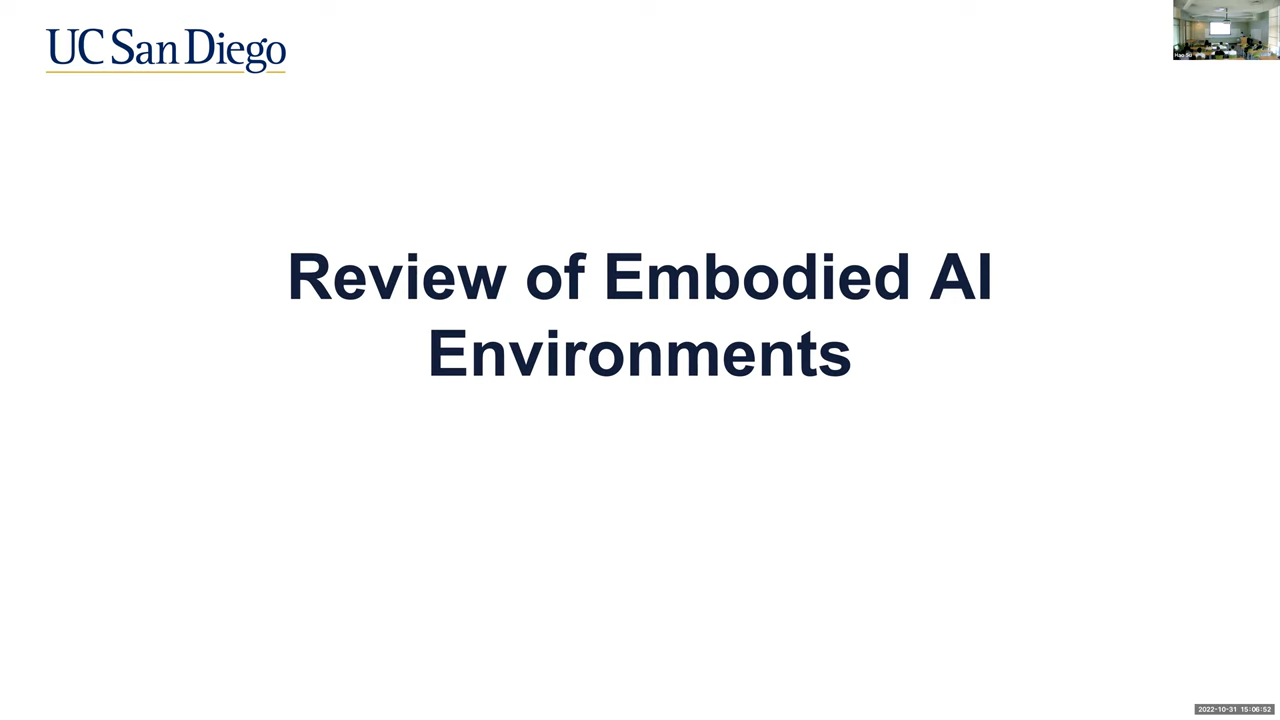 UC San Diego
Review of Embodied AI
Environments
2022-10-31 15:06:52